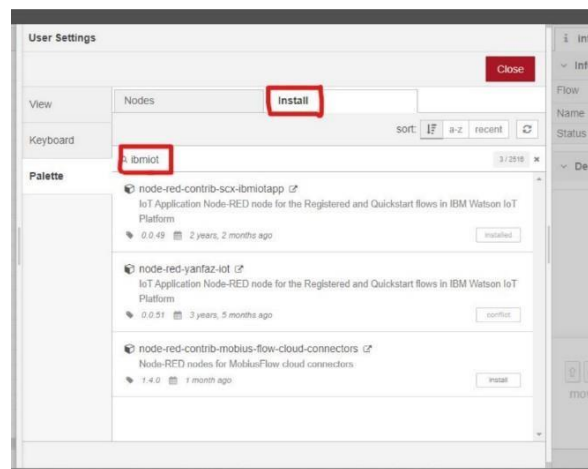 User Settings
Close
View
Keyboard
Palette
Nodes
Install
sort:
a-z
recent
ibmiot
3 / 2510
node-red-contrib-scx-ibmiotapp
IoT Application Node-RED node for the Registered and Quickstart flows in IBM Watson IoT
Platform
0.0.49 2 years, 2 months ago
installed
node-red-yanfaz-iot
IoT Application Node-RED node for the Registered and Quickstart flows in IBM Watson IoT
Platform
0.0.51 3 years, 5 months ago
conflict
node-red-contrib-mobius-flow-cloud-connectors
Node-RED nodes for MobiusFlow cloud connectors
1.4.0 1 month ago
install
i in
Inf
Flow
Name
Status
De
mov